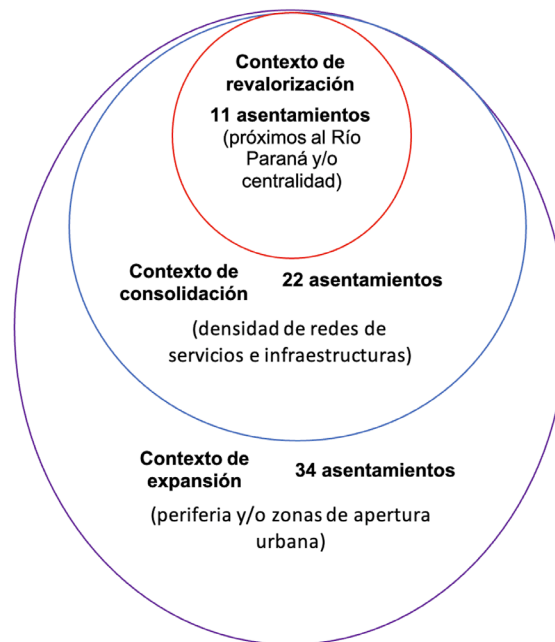 Contexto de
revalorización
11 asentamientos
(próximos al Río
Paraná y/o
centralidad)
Contexto de
consolidación
22 asentamientos
(densidad de redes de
servicios e infraestructuras)
Contexto de
expansión
34 asentamientos
(periferia y/o zonas de apertura
urbana)